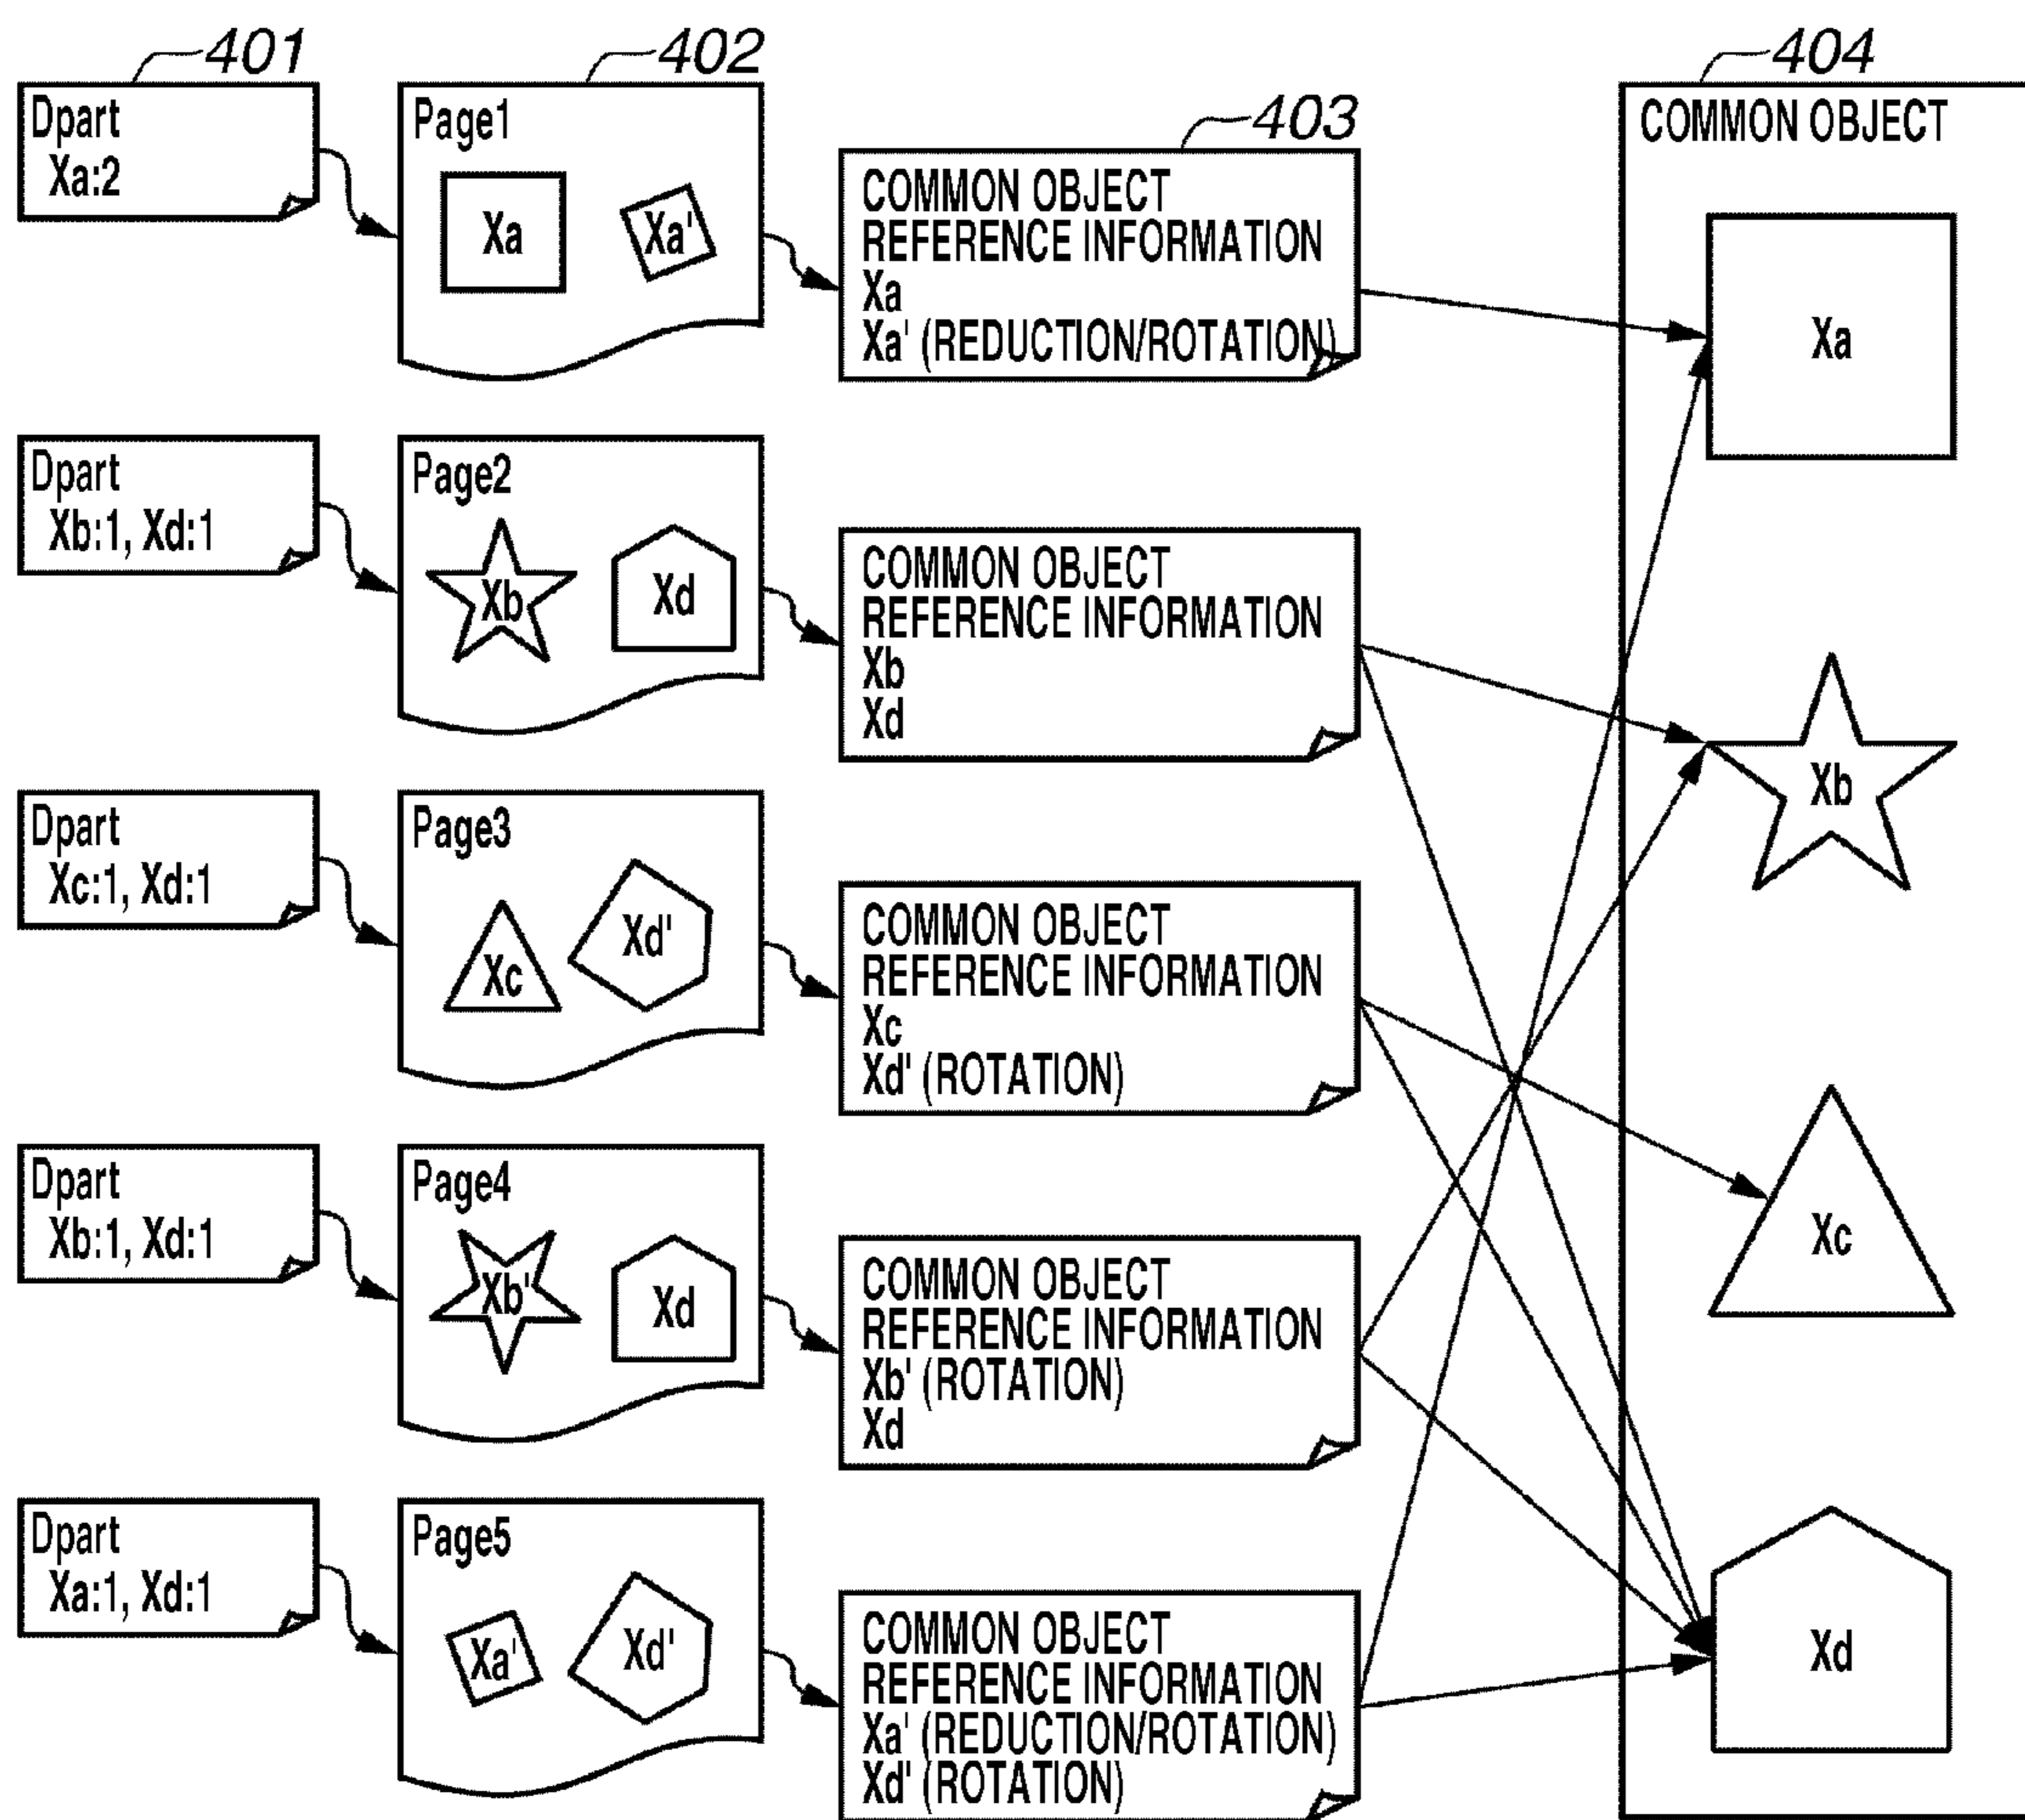 401
402
403
404
Dpart
Xa:2
Page1
Xa
Xa'
COMMON OBJECT
REFERENCE INFORMATION
Xa
Xa' (REDUCTION/ROTATION)
COMMON OBJECT
Xa
Dpart
Xb:1, Xd:1
Page2
Xb
Xd
COMMON OBJECT
REFERENCE INFORMATION
Xb
Xd
Xb
Dpart
Xc:1, Xd:1
Page3
Xc
Xd'
COMMON OBJECT
REFERENCE INFORMATION
Xc
Xd' (ROTATION)
Xc
Dpart
Xb:1, Xd:1
Page4
Xb'
Xd
COMMON OBJECT
REFERENCE INFORMATION
Xb' (ROTATION)
Xd
Xd
Dpart
Xa:1, Xd:1
Page5
Xa'
Xd'
COMMON OBJECT
REFERENCE INFORMATION
Xa' (REDUCTION/ROTATION)
Xd' (ROTATION)